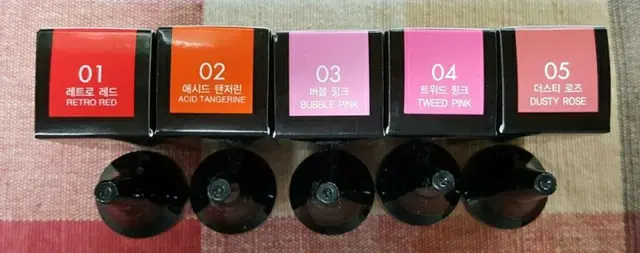 01
레트로 레드
RETRO RED
02
애시드 탠저린
ACID TANGERINE
03
버블 핑크
BUBBLE PINK
04
트위드 핑크
TWEED PINK
05
더스티 로즈
DUSTY ROSE